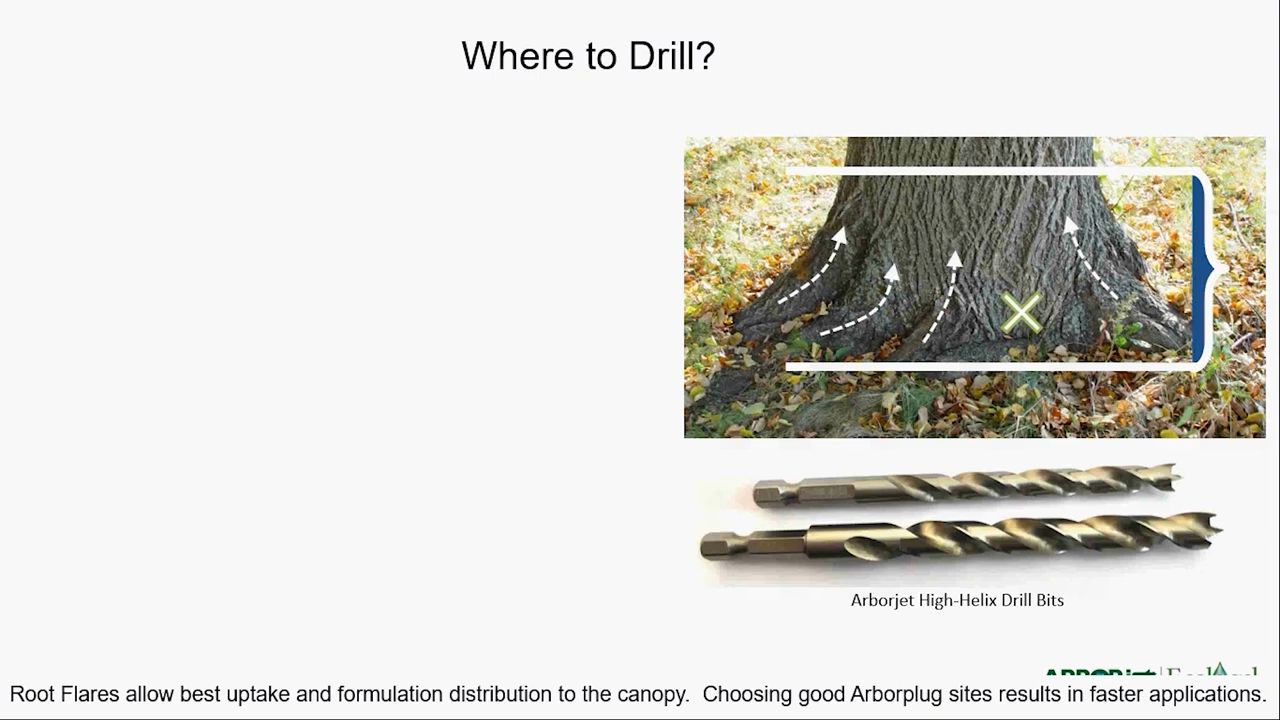 Where to Drill?
Arborjet High-Helix Drill Bits
Root Flares allow best uptake and formulation distribution to the canopy. Choosing good Arborplug sites results in faster applications.